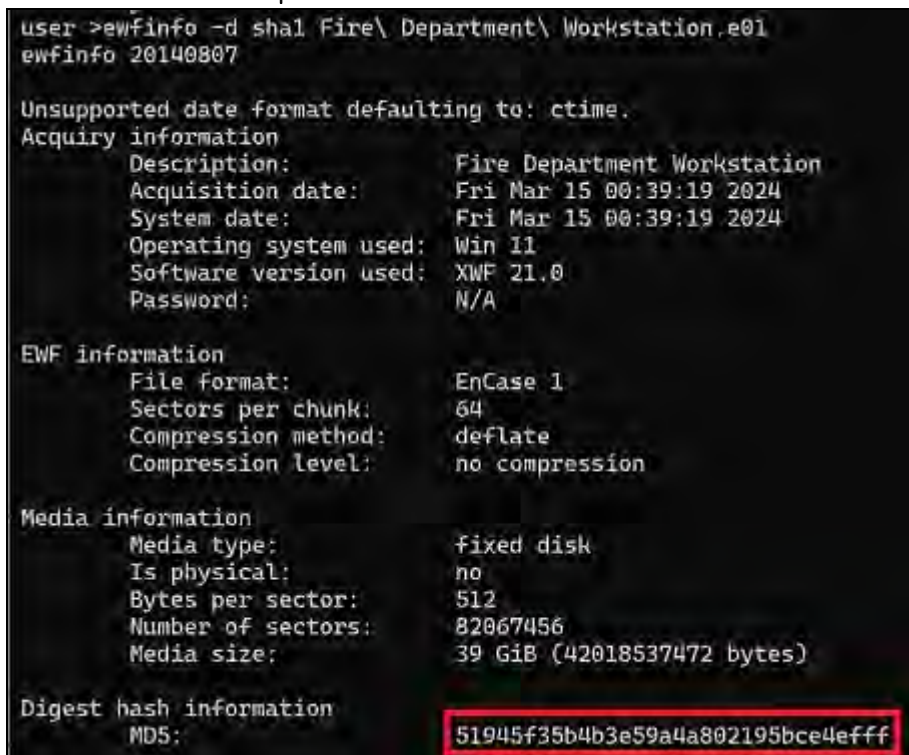 user >ewfinfo -d sha1 Fire\ Department\ Workstation.e01
ewfinfo 20140807
Unsupported date format defaulting to: ctime.
Acquiry information
Description: Fire Department Workstation
Acquisition date: Fri Mar 15 00:39:19 2024
System date: Fri Mar 15 00:39:19 2024
Operating system used: Win 11
Software version used: XWF 21.0
Password: N/A
EWF information
File format: EnCase 1
Sectors per chunk: 64
Compression method: deflate
Compression level: no compression
Media information
Media type: fixed disk
Is physical: no
Bytes per sector: 512
Number of sectors: 82067456
Media size: 39 GiB (42018537472 bytes)
Digest hash information
MD5: 51945f35b4b3e59a4a802195bce4efff